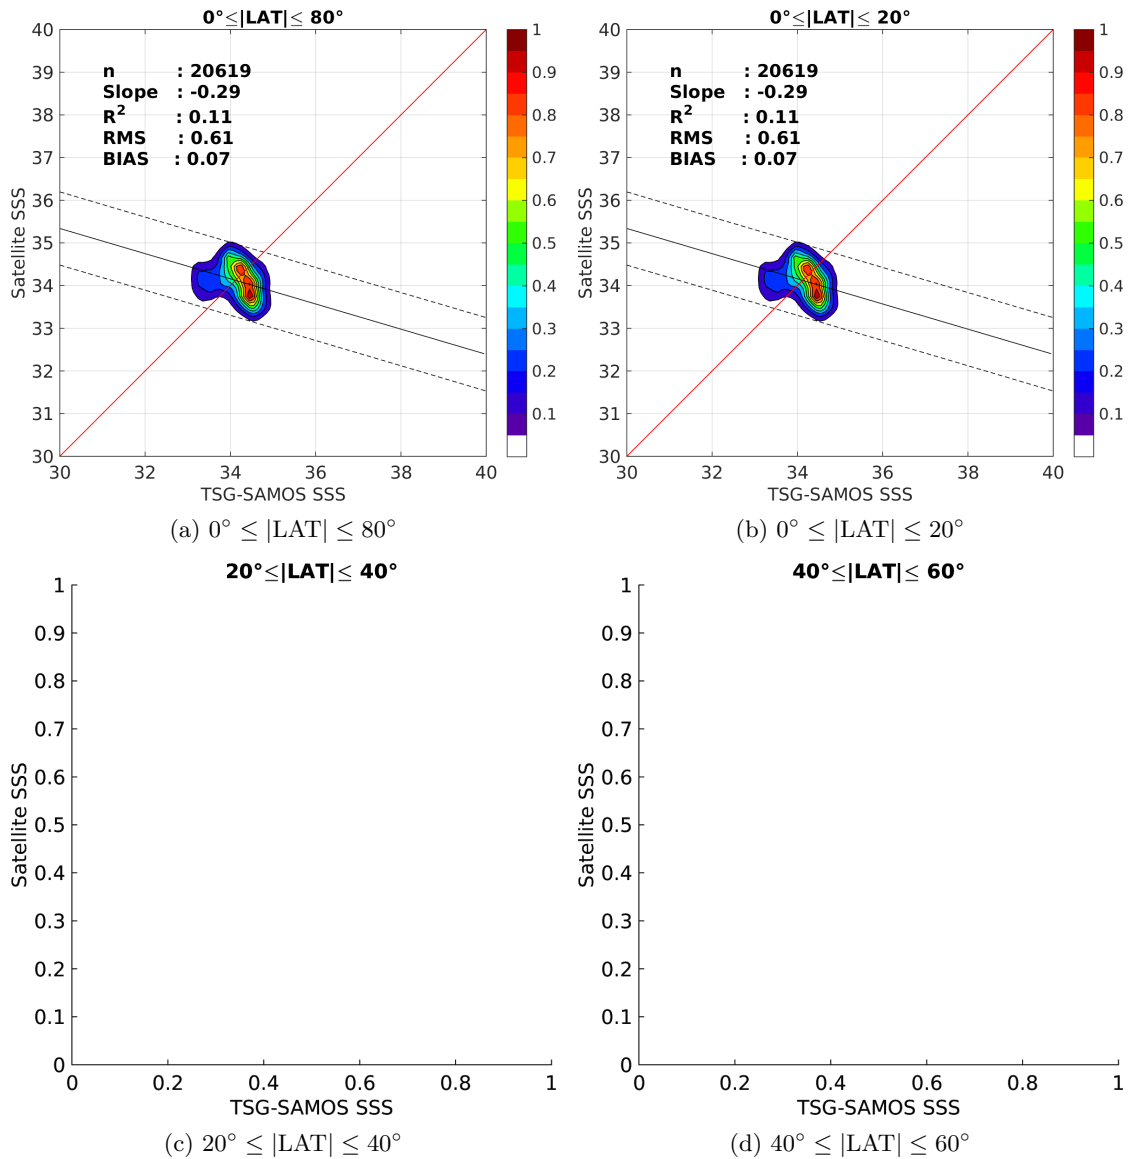 0°≤|LAT|≤ 80°
40
39
38
37
36
35
34
33
32
31
30
Satellite SSS
n : 20619
Slope : -0.29
R² : 0.11
RMS : 0.61
BIAS : 0.07
30 32 34 36 38 40
TSG-SAMOS SSS
1
0.9
0.8
0.7
0.6
0.5
0.4
0.3
0.2
0.1
(a) 0° ≤ |LAT| ≤ 80°
0°≤|LAT|≤ 20°
40
39
38
37
36
35
34
33
32
31
30
Satellite SSS
n : 20619
Slope : -0.29
R² : 0.11
RMS : 0.61
BIAS : 0.07
30 32 34 36 38 40
TSG-SAMOS SSS
1
0.9
0.8
0.7
0.6
0.5
0.4
0.3
0.2
0.1
(b) 0° ≤ |LAT| ≤ 20°
20°≤|LAT|≤ 40°
1
0.9
0.8
0.7
0.6
0.5
0.4
0.3
0.2
0.1
0
Satellite SSS
0 0.2 0.4 0.6 0.8 1
TSG-SAMOS SSS
(c) 20° ≤ |LAT| ≤ 40°
40°≤|LAT|≤ 60°
1
0.9
0.8
0.7
0.6
0.5
0.4
0.3
0.2
0.1
0
Satellite SSS
0 0.2 0.4 0.6 0.8 1
TSG-SAMOS SSS
(d) 40° ≤ |LAT| ≤ 60°